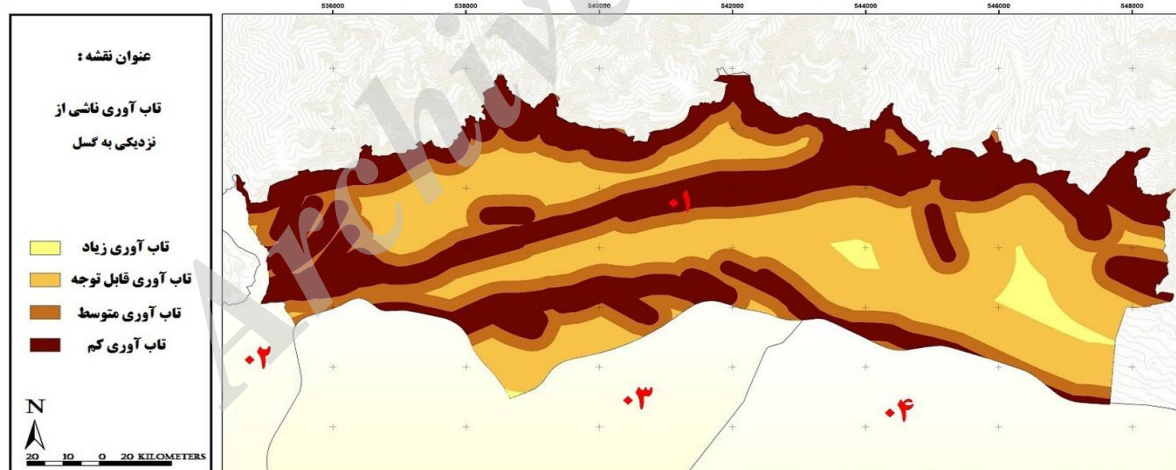 536000 538000 540000 542000 544000 546000 548000
عنوان نقشه :
تاب آوری ناشی از
نزدیکی به گسل
تاب آوری زیاد
تاب آوری قابل توجه
تاب آوری متوسط
تاب آوری کم
N
20 10 0 20 KILOMETERS
۰۱
۰۲
۰۳
۰۴
Archive